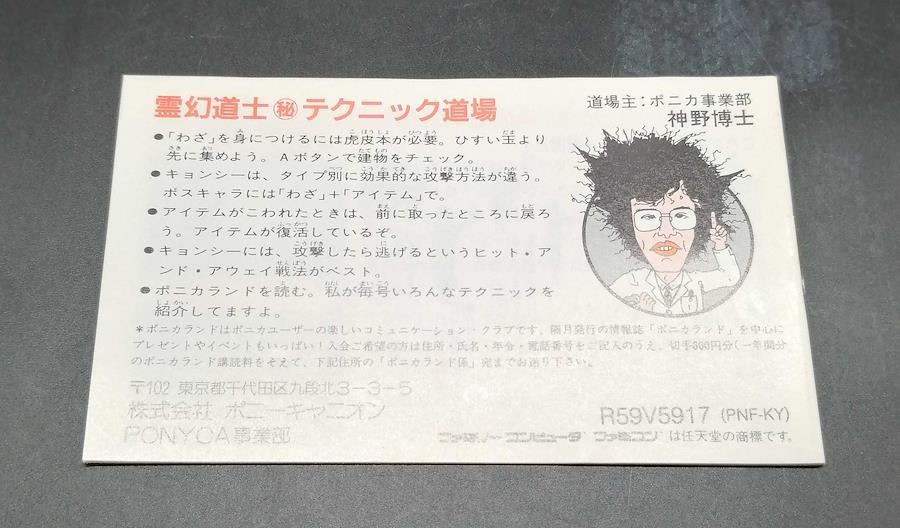 霊幻道士㊙テクニック道場
道場主：ポニカ事業部
神野博士
●「わざ」を身につけるには虎皮本が必要。ひすい玉より
先に集めよう。Aボタンで建物をチェック。
●キョンシーは、タイプ別に効果的な攻撃方法が違う。
ボスキャラには「わざ」+「アイテム」で。
●アイテムがこわれたときは、前に取ったところに戻ろ
う。アイテムが復活しているぞ。
●キョンシーには、攻撃したら逃げるというヒット・ア
ンド・アウェイ戦法がベスト。
●ポニカランドを読む。私が毎号いろんなテクニックを
紹介してますよ。
＊ポニカランドはポニカユーザーの楽しいコミュニケーション・クラブです。隔月発行の情報誌「ポニカランド」を中心に
プレゼントやイベントもいっぱい！入会ご希望の方は住所・氏名・年令・電話番号をご記入のうえ、切手360円分（一年間分
のポニカランド購読料をそえて、下記住所の「ポニカランド係」宛までお送り下さい。
〒102 東京都千代田区九段北3-3-5
株式会社 ポニーキャニオン
PONYCA事業部
R59V5917 (PNF-KY)
ファミリーコンピュータ ファミコンは任天堂の商標です。